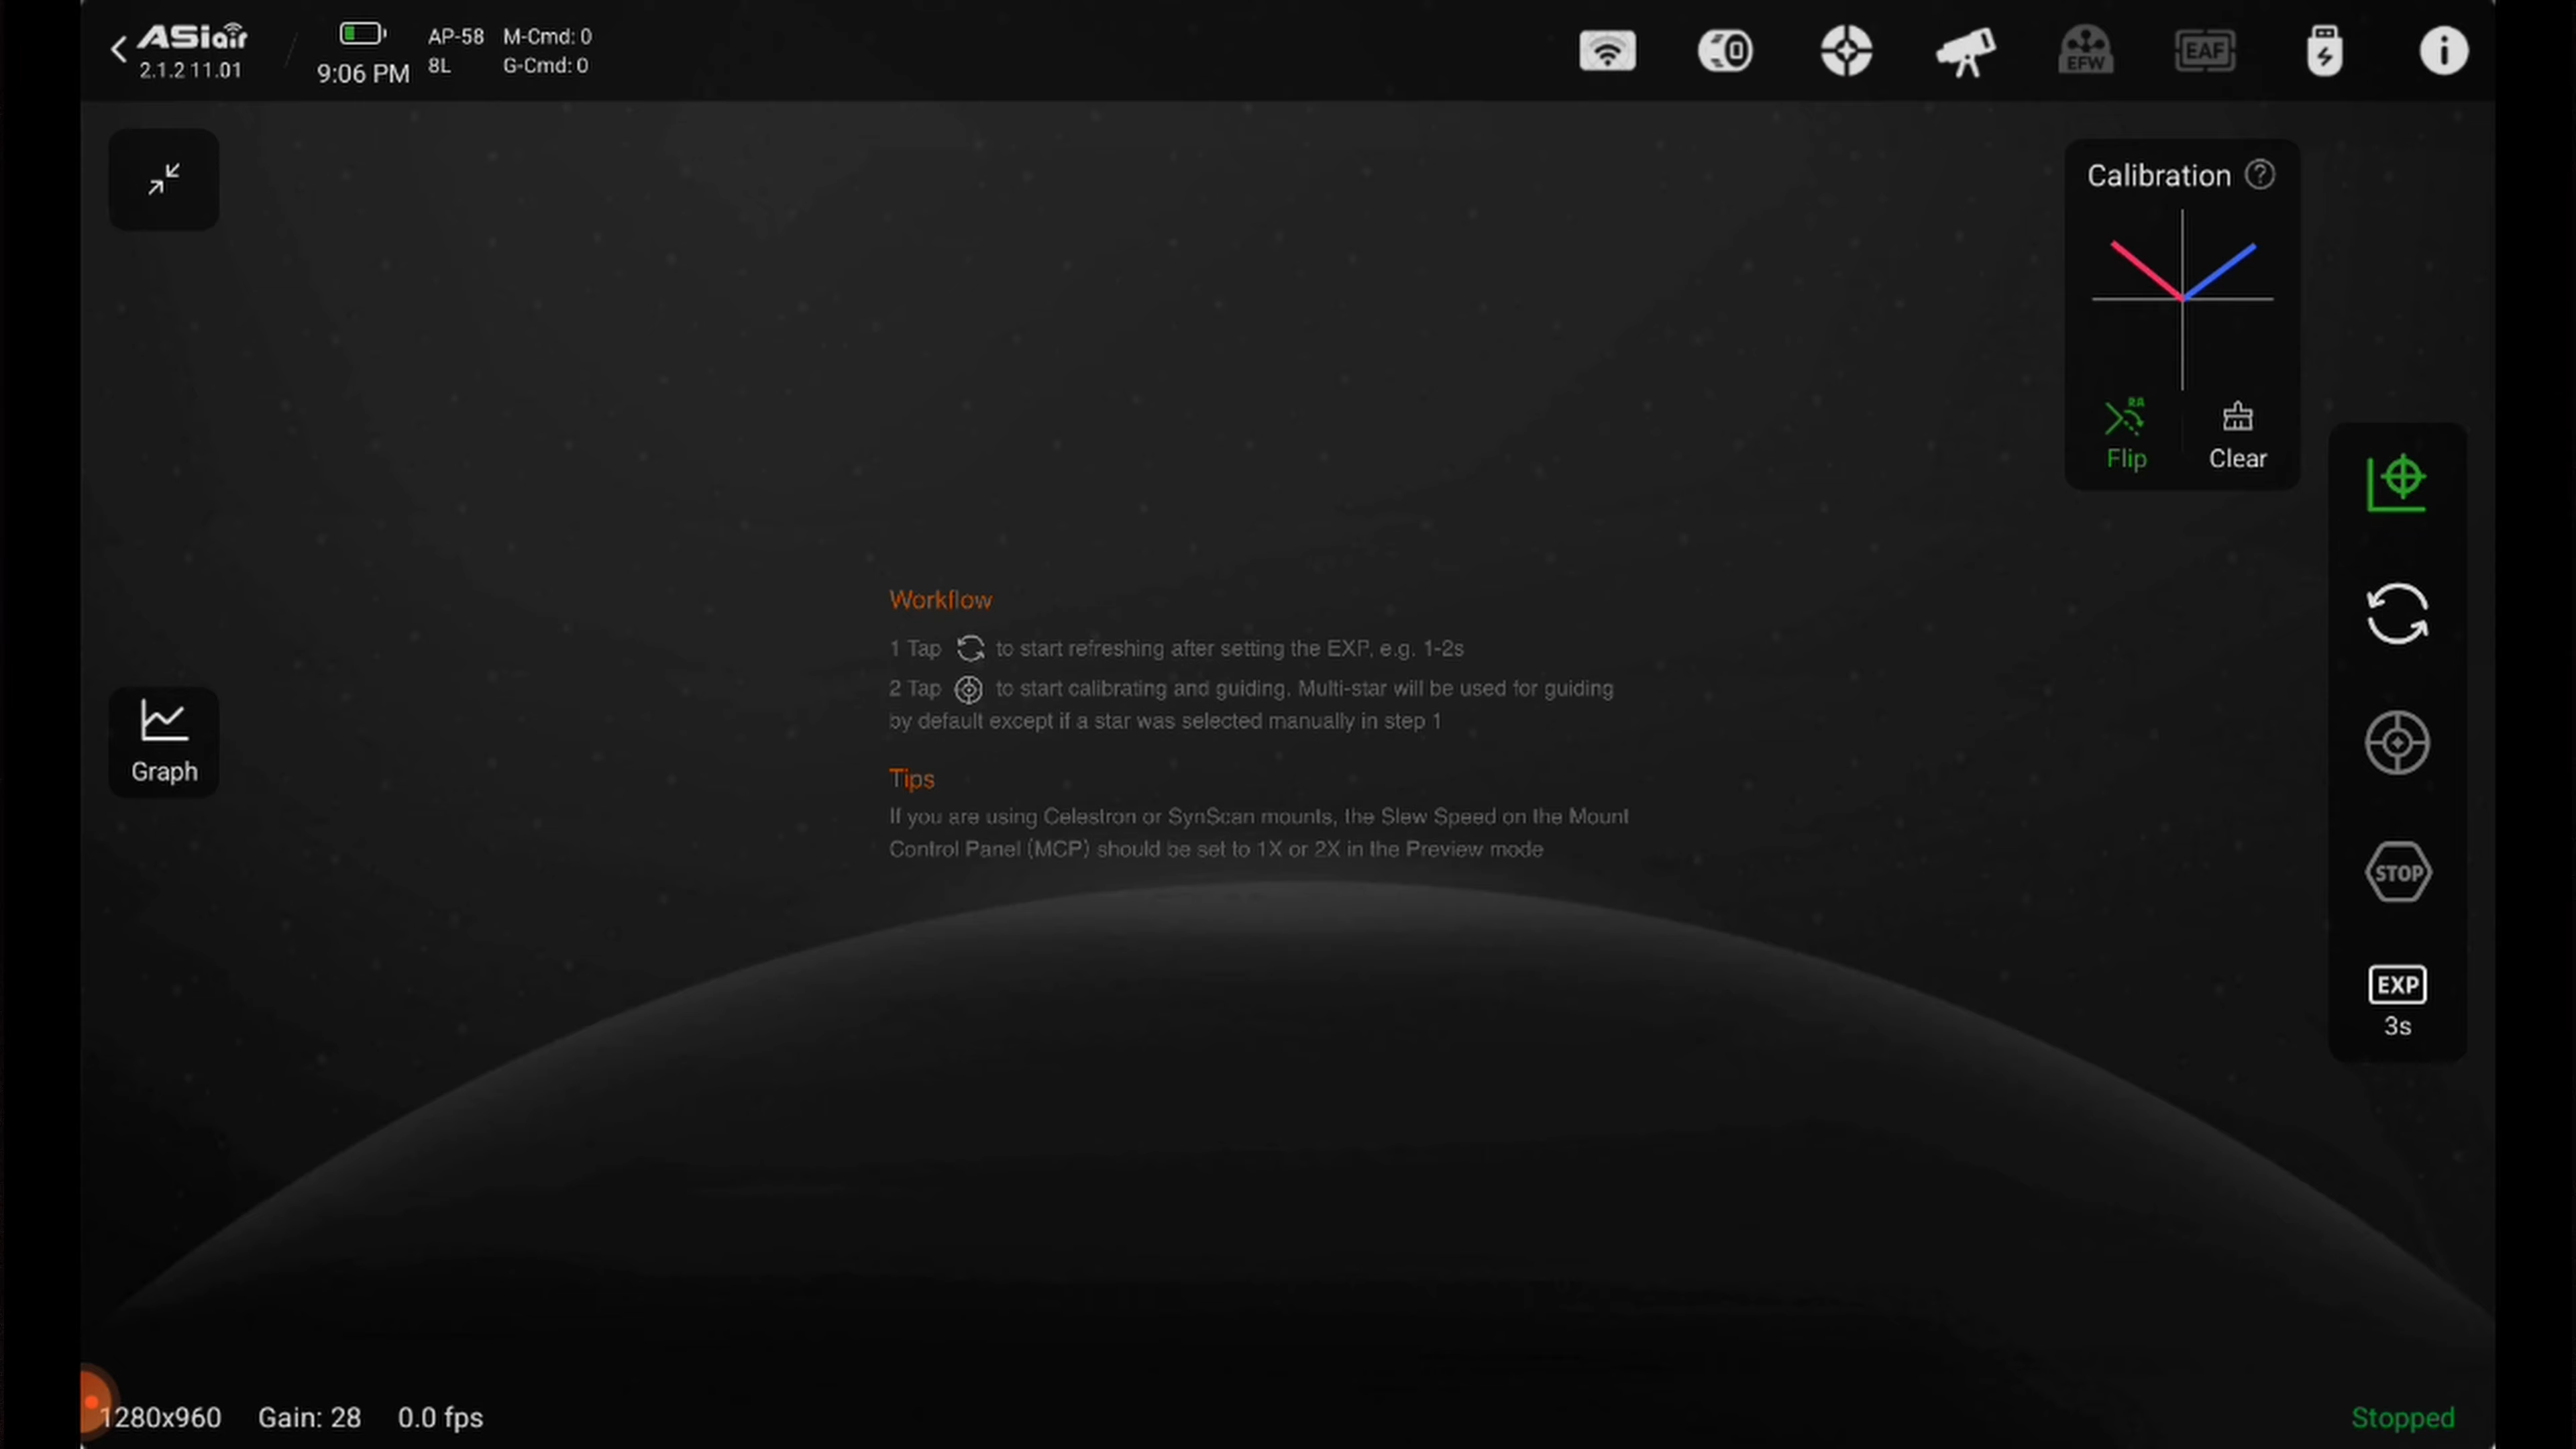 ASiair
2.1.2 11.01
9:06 PM
AP-58
8L
M-Cmd: 0
G-Cmd: 0
0
EFW
EAF
i
Calibration ?
RA
Flip
Clear
Workflow
1 Tap to start refreshing after setting the EXP, e.g. 1-2s
2 Tap to start calibrating and guiding. Multi-star will be used for guiding
by default except if a star was selected manually in step 1
Tips
If you are using Celestron or SynScan mounts, the Slew Speed on the Mount
Control Panel (MCP) should be set to 1X or 2X in the Preview mode
Graph
STOP
EXP
3s
1280x960 Gain: 28 0.0 fps
Stopped